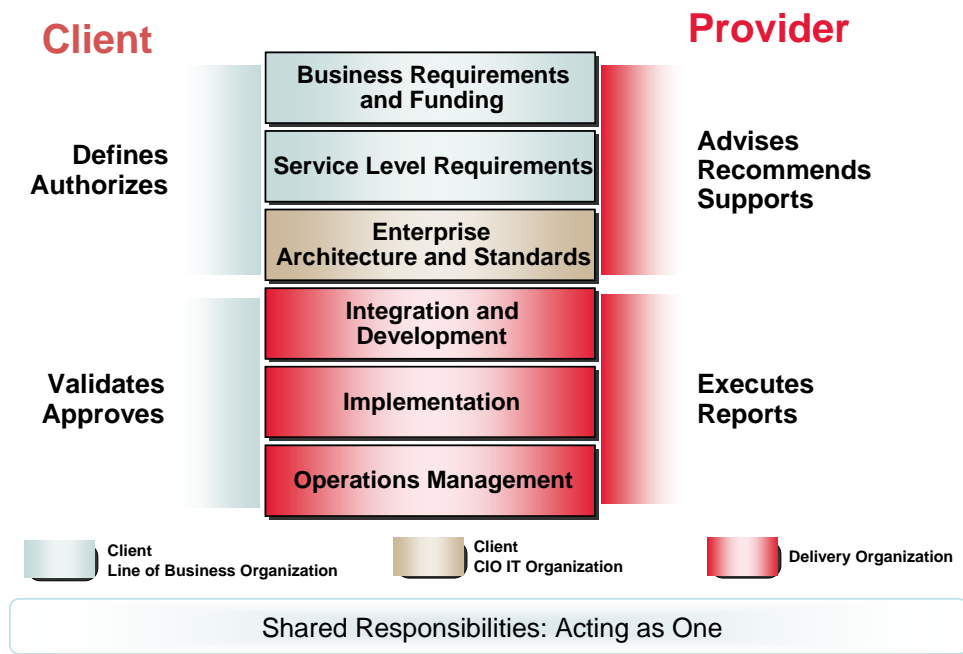 Client
Provider
Business Requirements
and Funding
Defines
Authorizes
Service Level Requirements
Advises
Recommends
Supports
Enterprise
Architecture and Standards
Integration and
Development
Validates
Approves
Implementation
Executes
Reports
Operations Management
Client
Line of Business Organization
Client
CIO IT Organization
Delivery Organization
Shared Responsibilities: Acting as One